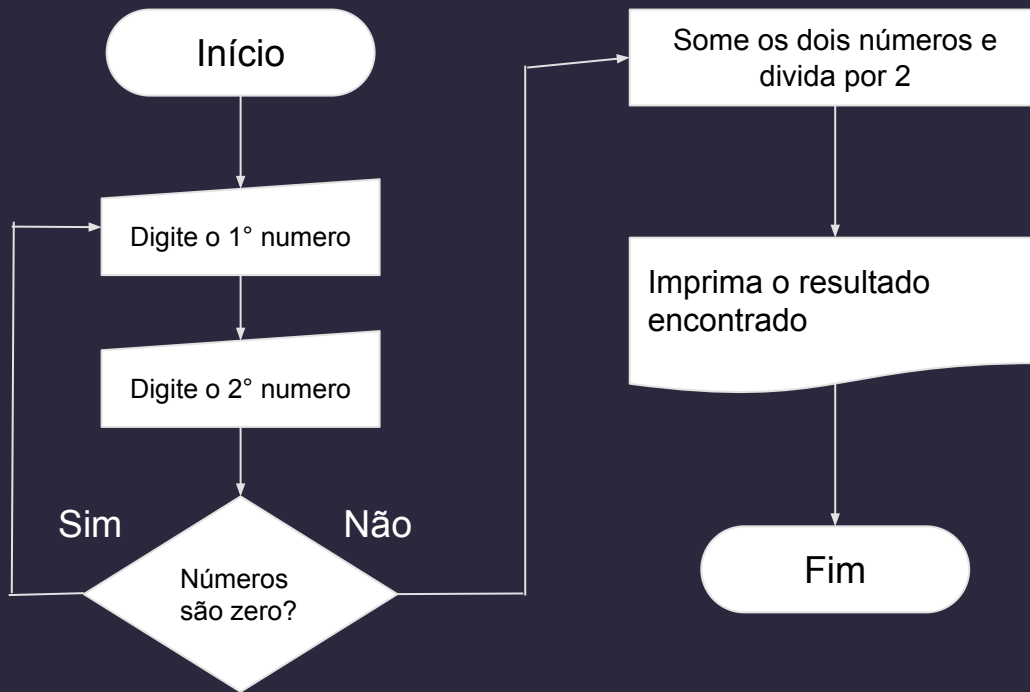 Início
Digite o 1° numero
Digite o 2° numero
Sim
Não
Números
são zero?
Some os dois números e
divida por 2
Imprima o resultado
encontrado
Fim